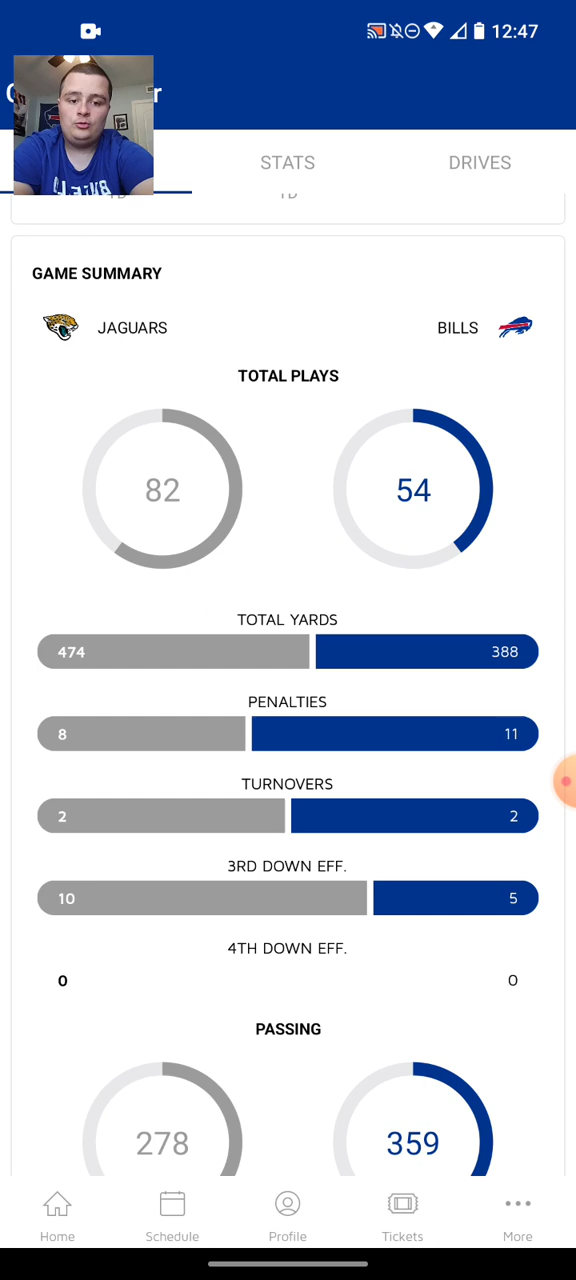 12:47
r
STATS
DRIVES
GAME SUMMARY
JAGUARS
BILLS
TOTAL PLAYS
82
54
TOTAL YARDS
474
388
PENALTIES
8
11
TURNOVERS
2
2
3RD DOWN EFF.
10
5
4TH DOWN EFF.
0
0
PASSING
278
359
Home
Schedule
Profile
Tickets
More